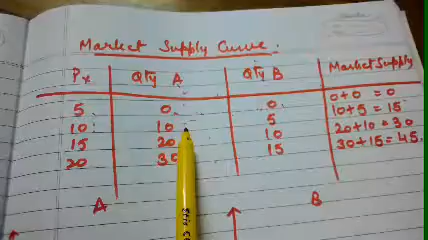 Market Supply Curve.
Px Qty A Qty B Market Supply
5 0 0 0+0 = 0
10 10 5 10+5 = 15
15 20 10 20+10 = 30
20 30 15 30+15 = 45
A B